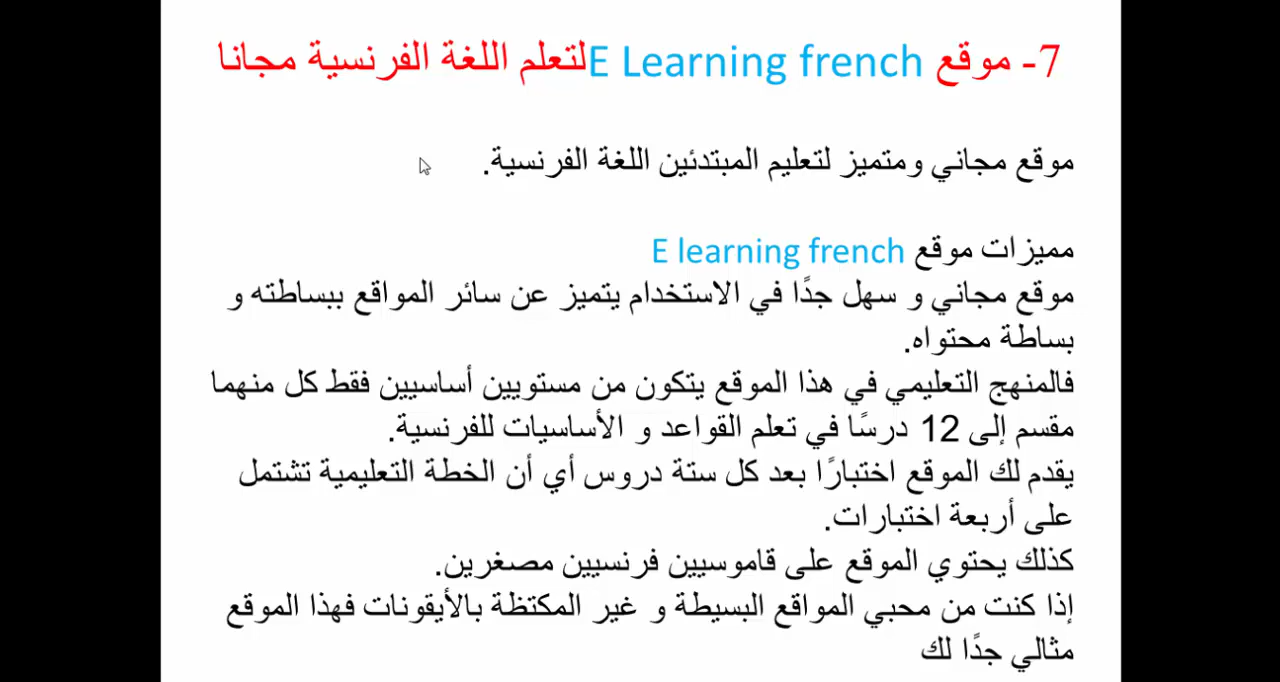 7- موقع E Learning french لتعلم اللغة الفرنسية مجانا
موقع مجاني ومتميز لتعليم المبتدئين اللغة الفرنسية.
مميزات موقع E learning french
موقع مجاني و سهل جدًا في الاستخدام يتميز عن سائر المواقع ببساطته و
بساطة محتواه.
فالمنهج التعليمي في هذا الموقع يتكون من مستويين أساسيين فقط كل منهما
مقسم إلى 12 درسًا في تعلم القواعد و الأساسيات للفرنسية.
يقدم لك الموقع اختبارًا بعد كل ستة دروس أي أن الخطة التعليمية تشتمل
على أربعة اختبارات.
كذلك يحتوي الموقع على قاموسيين فرنسيين مصغرين.
إذا كنت من محبي المواقع البسيطة و غير المكتظة بالأيقونات فهذا الموقع
مثالي جدًا لك